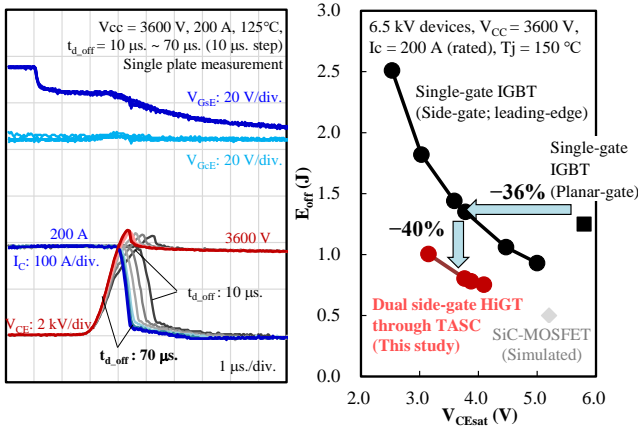 Vcc = 3600 V, 200 A, 125℃,
t_d_off = 10 µs. ~ 70 µs. (10 µs. step)
Single plate measurement
V_GsE: 20 V/div.
V_GcE: 20 V/div.
200 A
3600 V
I_C: 100 A/div.
t_d_off: 10 µs.
V_CE: 2 kV/div.
t_d_off: 70 µs.
1 µs./div.
6.5 kV devices, V_CC = 3600 V,
Ic = 200 A (rated), Tj = 150 ℃
Single-gate IGBT
(Side-gate; leading-edge)
Single-gate
IGBT
(Planar-gate)
−36%
−40%
Dual side-gate HiGT
through TASC
(This study)
SiC-MOSFET
(Simulated)
E_off (J)
3.0
2.5
2.0
1.5
1.0
0.5
0.0
2.0 3.0 4.0 5.0 6.0
V_CEsat (V)